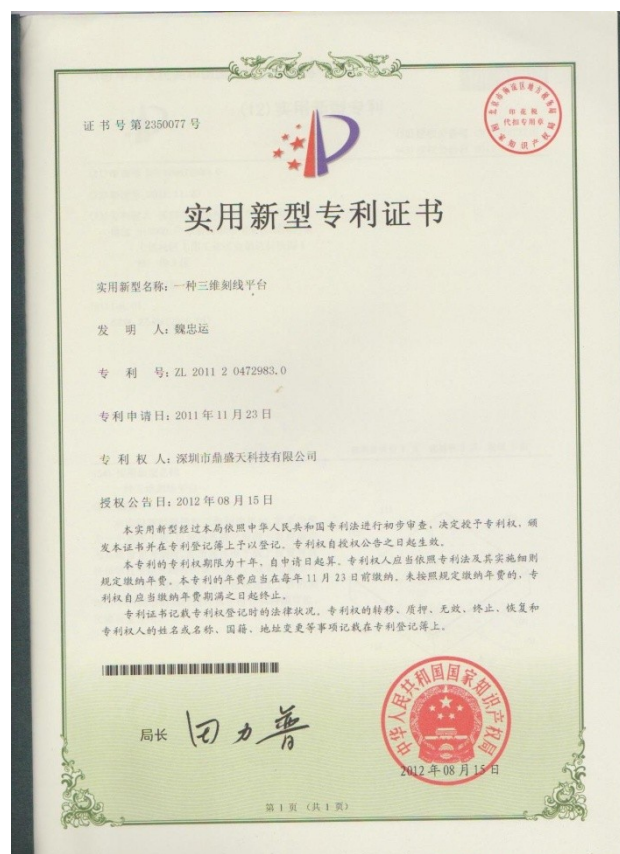 证书号第2350077号
印花税
代扣专用章
国家知识产权局
实用新型专利证书
实用新型名称：一种三维刻线平台
发明人：魏忠运
专利号：ZL 2011 2 0472983.0
专利申请日：2011年11月23日
专利权人：深圳市鼎盛天科技有限公司
授权公告日：2012年08月15日
本实用新型经过本局依照中华人民共和国专利法进行初步审查，决定授予专利权，颁
发本证书并在专利登记簿上予以登记。专利权自授权公告之日起生效。
本专利的专利权期限为十年，自申请日起算。专利权人应当依照专利法及其实施细则
规定缴纳年费。本专利的年费应当在每年11月23日前缴纳。未按照规定缴纳年费的，专
利权自应当缴纳年费期满之日起终止。
专利证书记载专利权登记时的法律状况。专利权的转移、质押、无效、终止、恢复和
专利权人的姓名或名称、国籍、地址变更等事项记载在专利登记簿上。
局长 田力普
中华人民共和国国家知识产权局
2012年08月15日
第1页（共1页）